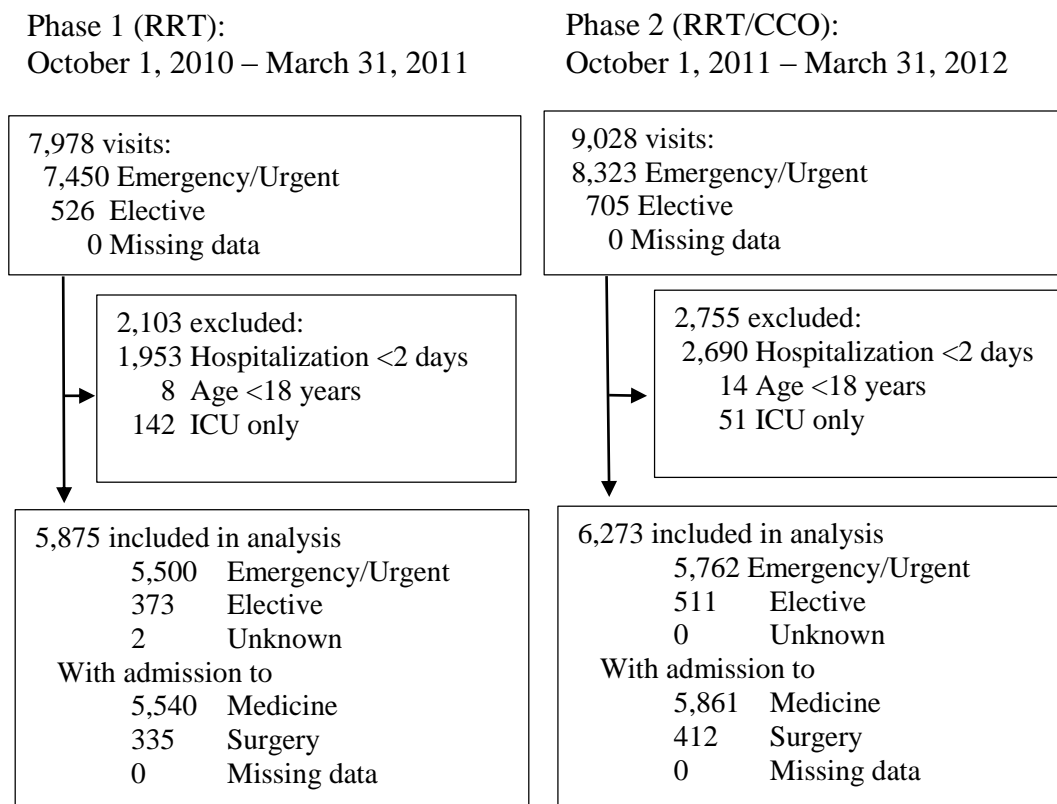 Phase 1 (RRT):
October 1, 2010 – March 31, 2011
7,978 visits:
7,450 Emergency/Urgent
526 Elective
0 Missing data
2,103 excluded:
1,953 Hospitalization <2 days
8 Age <18 years
142 ICU only
5,875 included in analysis
5,500 Emergency/Urgent
373 Elective
2 Unknown
With admission to
5,540 Medicine
335 Surgery
0 Missing data
Phase 2 (RRT/CCO):
October 1, 2011 – March 31, 2012
9,028 visits:
8,323 Emergency/Urgent
705 Elective
0 Missing data
2,755 excluded:
2,690 Hospitalization <2 days
14 Age <18 years
51 ICU only
6,273 included in analysis
5,762 Emergency/Urgent
511 Elective
0 Unknown
With admission to
5,861 Medicine
412 Surgery
0 Missing data